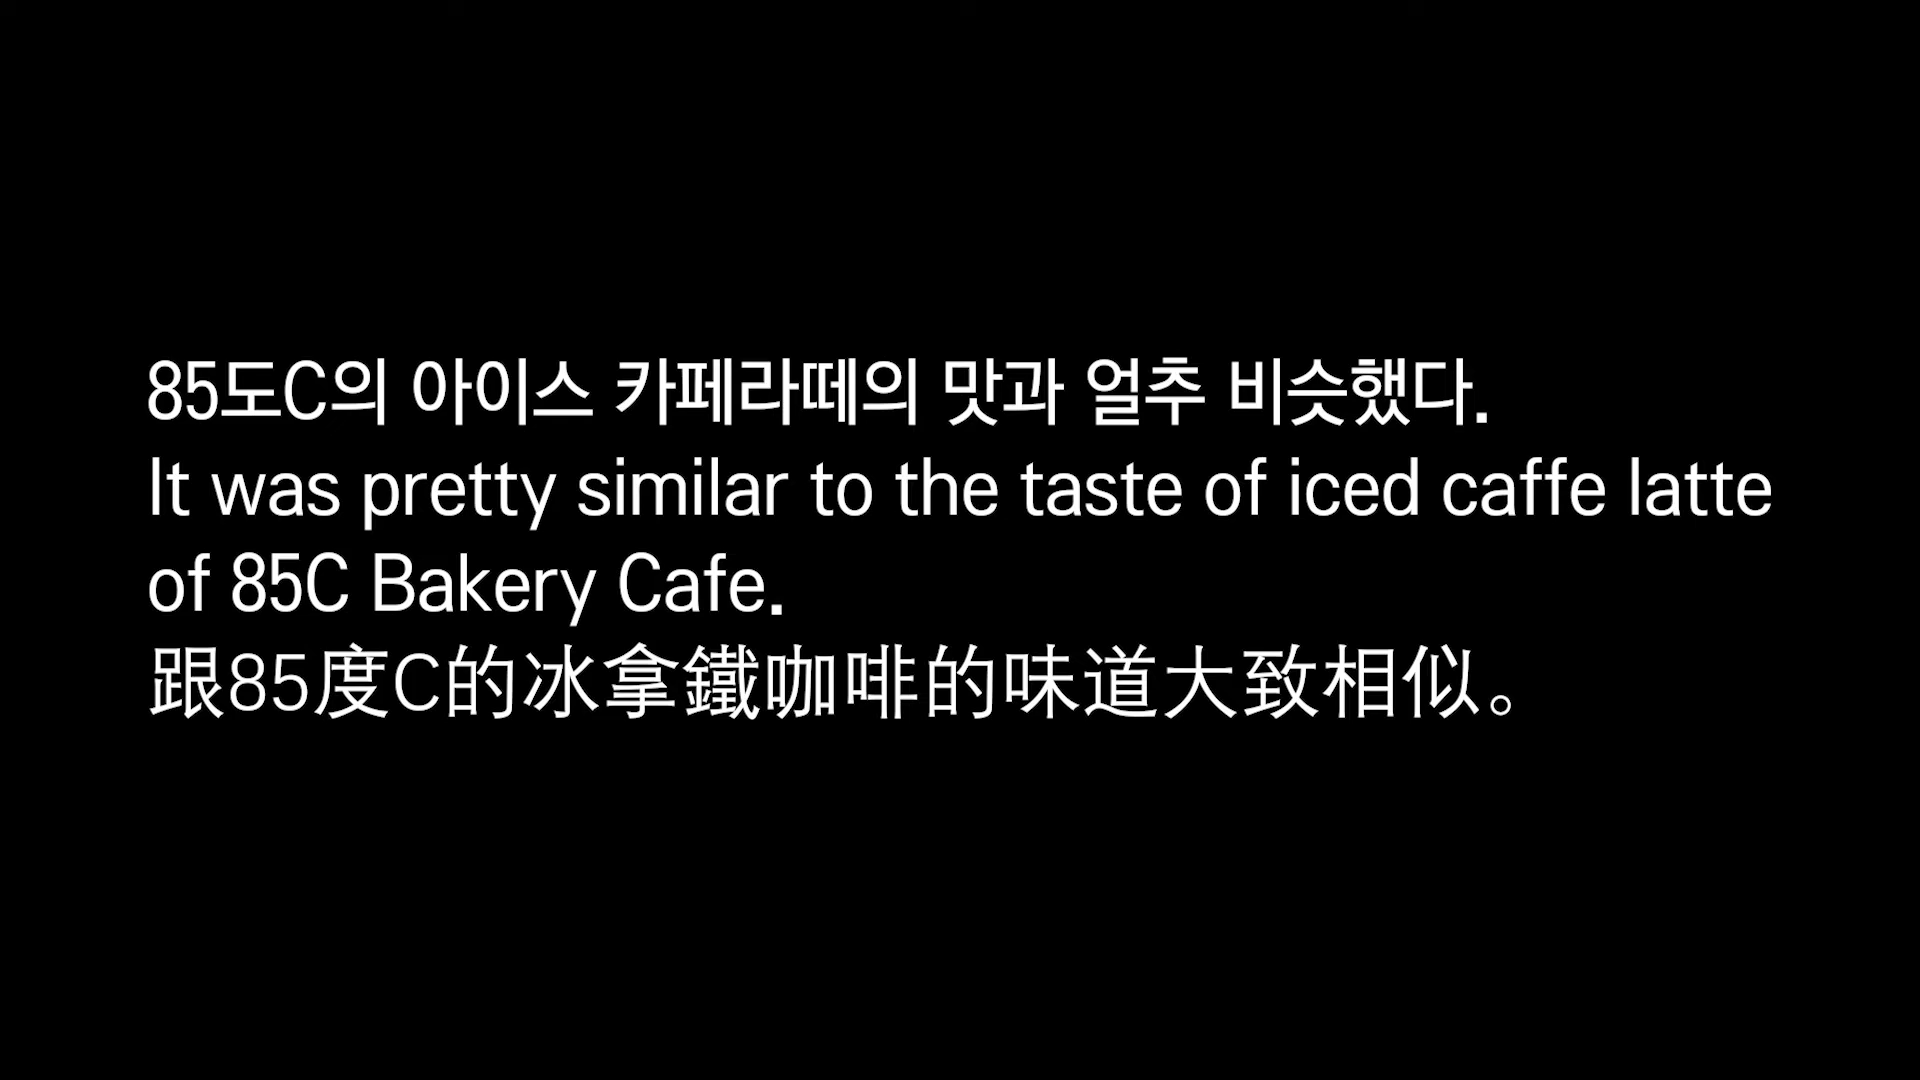 85도C의 아이스 카페라떼의 맛과 얼추 비슷했다.
It was pretty similar to the taste of iced caffe latte
of 85C Bakery Cafe.
跟85度C的冰拿鐵咖啡的味道大致相似。